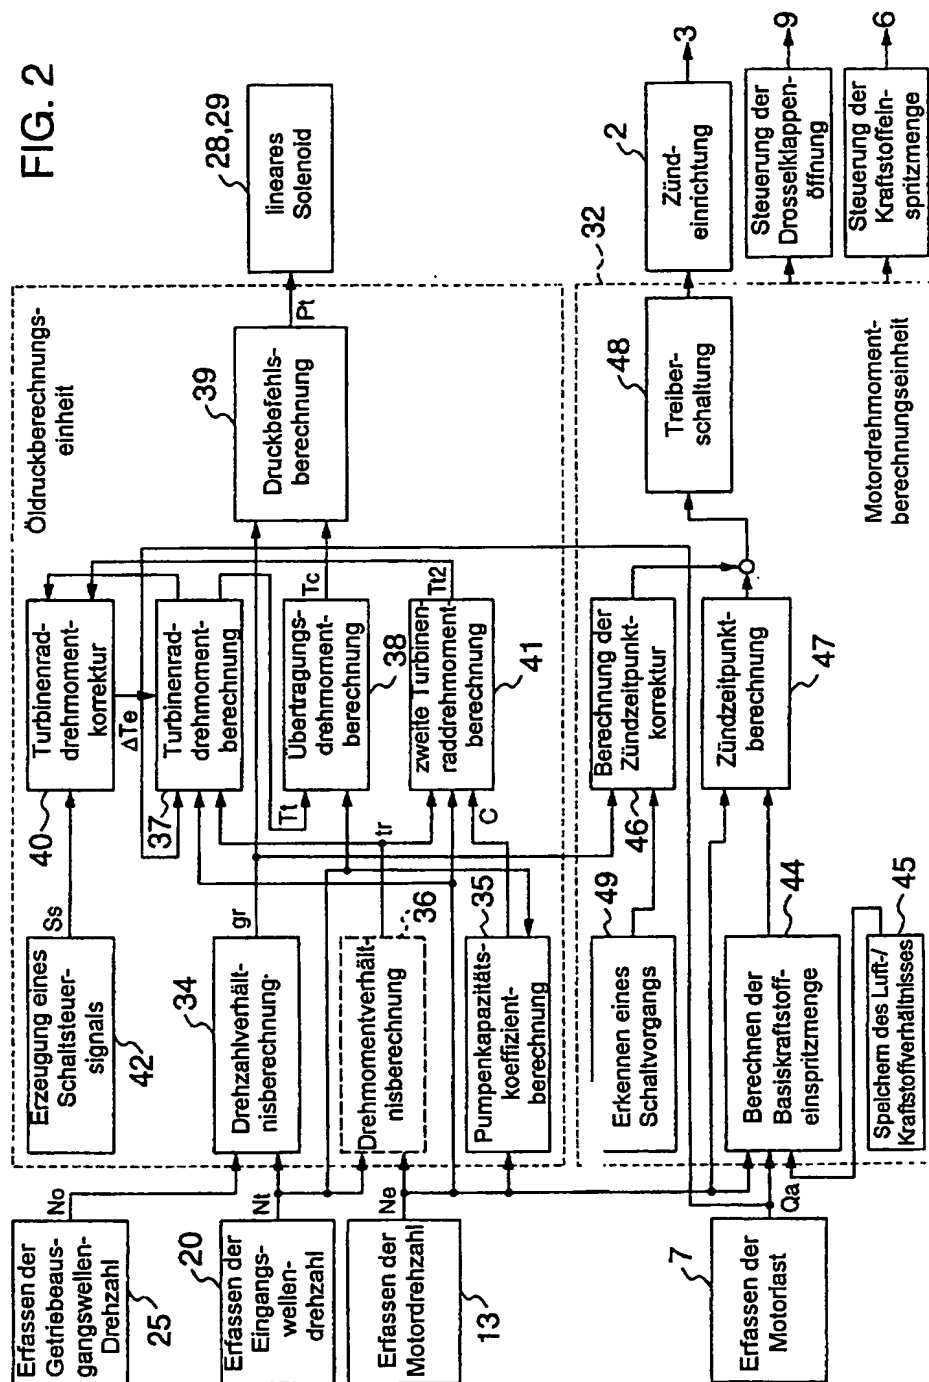 FIG. 2
Öldruckberechnungs-
einheit
Erfassen der
Getriebeaus-
gangswellen-
Drehzahl
25
No
Erfassen der
Eingangs-
wellen-
drehzahl
20
Nt
Erfassen der
Motordrehzahl
13
Ne
Erfassen der
Motorlast
7
Qa
Erzeugung eines
Schaltsteuer-
signals
42
Ss
Drehzahlverhält-
nisberechnung
34
gr
Drehmomentverhält-
nisberechnung
36
tr
Pumpenkapazitäts-
koeffizient-
berechnung
35
C
Turbinenrad-
drehmoment-
korrektur
40
ΔTe
Turbinenrad-
drehmoment-
berechnung
37
Tt
Übertragungs-
drehmoment-
berechnung
38
Tc
zweite Turbinen-
raddrehmoment-
berechnung
41
Tt2
Druckbefehls-
berechnung
39
Pt
lineares
Solenoid
28,29
Erkennen eines
Schaltvorgangs
49
Berechnen der
Basiskraftstoff-
einspritzmenge
44
Speichern des Luft-/
Kraftstoffverhältnisses
45
Berechnung der
Zündzeitpunkt-
korrektur
46
Zündzeitpunkt-
berechnung
47
Treiber-
schaltung
48
Motordrehmoment-
berechnungseinheit
32
Zünd-
einrichtung
2
3
Steuerung der
Drosselklappen-
öffnung
9
Steuerung der
Kraftstoffeln-
spritzmenge
6